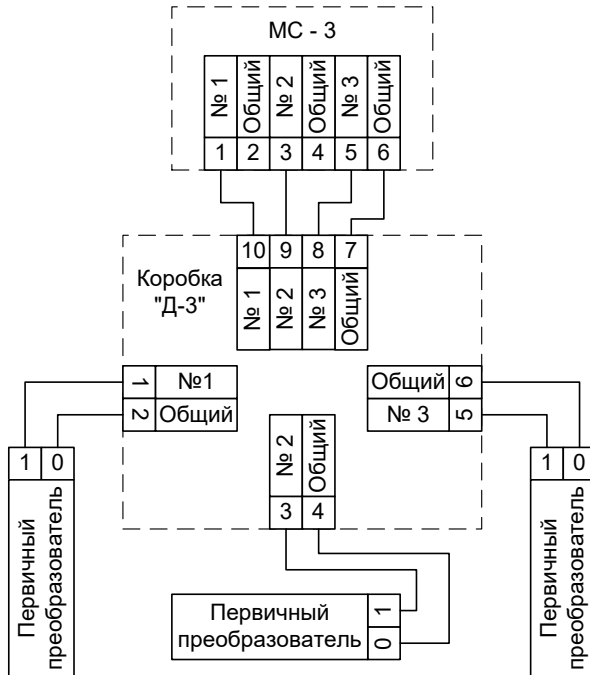 МС - 3
№ 1
Общий
№ 2
Общий
№ 3
Общий
1 2 3 4 5 6
10 9 8 7
№ 1
№ 2
№ 3
Общий
Коробка
"Д-3"
1 №1
2 Общий
Общий 6
№ 3 5
№ 2
Общий
3 4
1 0
Первичный
преобразователь
Первичный
преобразователь
1
0
1 0
Первичный
преобразователь